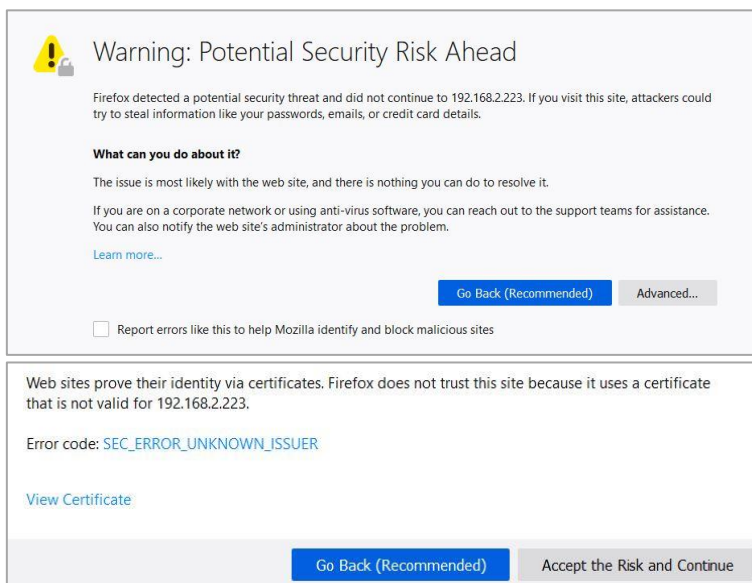 Warning: Potential Security Risk Ahead
Firefox detected a potential security threat and did not continue to 192.168.2.223. If you visit this site, attackers could
try to steal information like your passwords, emails, or credit card details.
What can you do about it?
The issue is most likely with the web site, and there is nothing you can do to resolve it.
If you are on a corporate network or using anti-virus software, you can reach out to the support teams for assistance.
You can also notify the web site's administrator about the problem.
Learn more...
Go Back (Recommended) Advanced...
Report errors like this to help Mozilla identify and block malicious sites
Web sites prove their identity via certificates. Firefox does not trust this site because it uses a certificate
that is not valid for 192.168.2.223.
Error code: SEC_ERROR_UNKNOWN_ISSUER
View Certificate
Go Back (Recommended) Accept the Risk and Continue